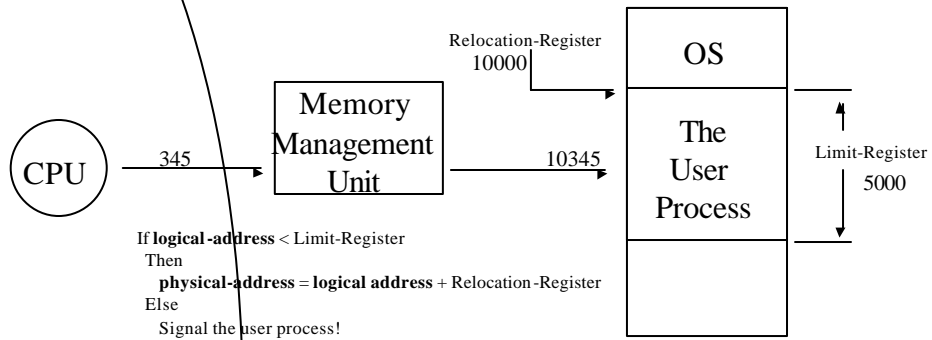 Relocation-Register
10000
OS
Memory
Management
Unit
The
User
Process
CPU
345
10345
Limit-Register
5000
If logical-address < Limit-Register
Then
physical-address = logical address + Relocation-Register
Else
Signal the user process!